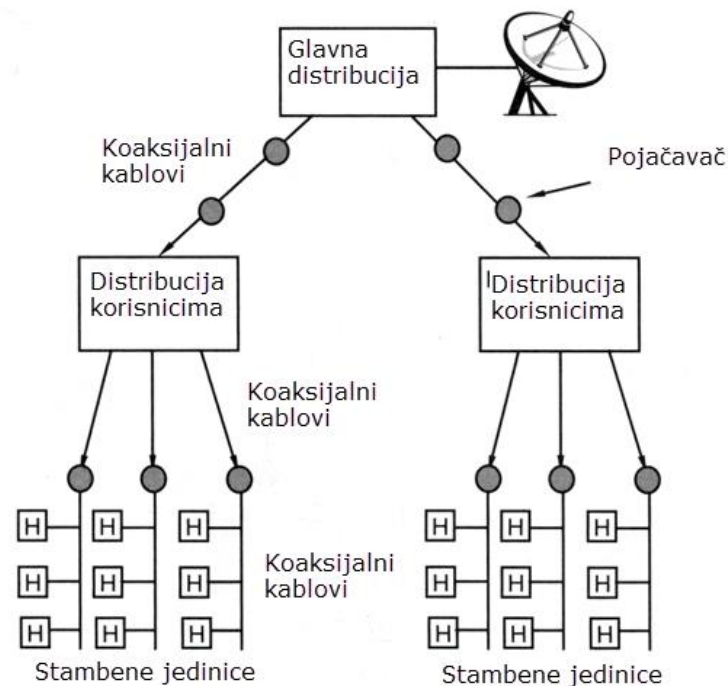 Glavna
distribucija
Koaksijalni
kablovi
Pojačavač
Distribucija
korisnicima
Distribucija
korisnicima
Koaksijalni
kablovi
H H H H H H
Koaksijalni
kablovi
H H H H H H
H H H H H H
Stambene jedinice
Stambene jedinice